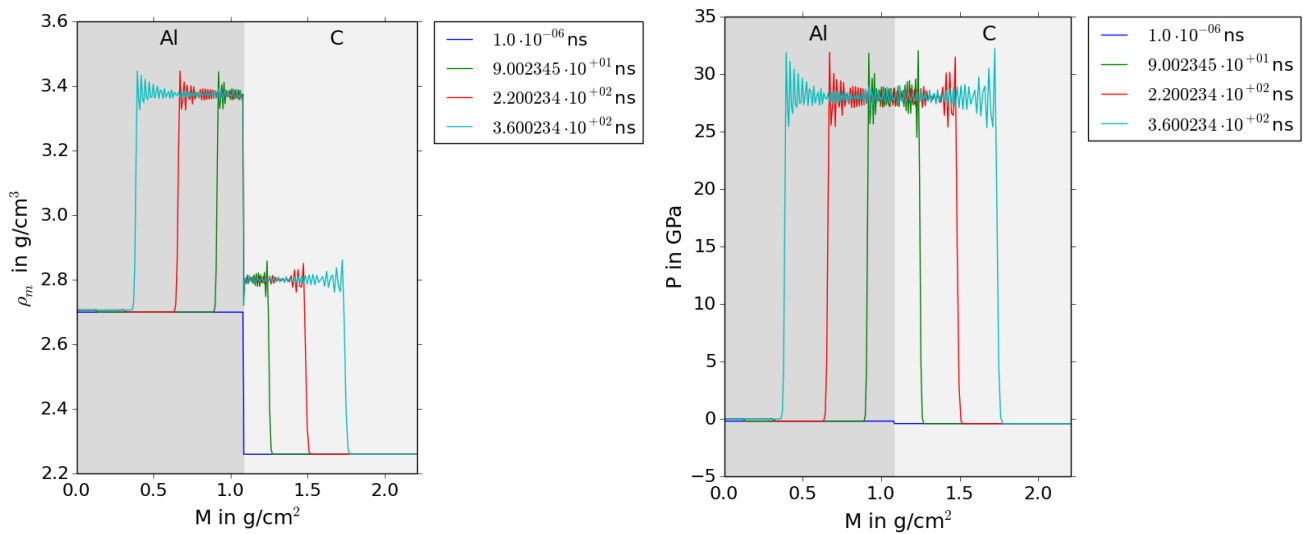 3.6
3.4
3.2
3.0
2.8
2.6
2.4
2.2
ρ_m in g/cm³
Al
C
0.0 0.5 1.0 1.5 2.0
M in g/cm²
1.0·10⁻⁰⁶ ns
9.002345·10⁺⁰¹ ns
2.200234·10⁺⁰² ns
3.600234·10⁺⁰² ns
35
30
25
20
15
10
5
0
−5
P in GPa
Al
C
0.0 0.5 1.0 1.5 2.0
M in g/cm²
1.0·10⁻⁰⁶ ns
9.002345·10⁺⁰¹ ns
2.200234·10⁺⁰² ns
3.600234·10⁺⁰² ns